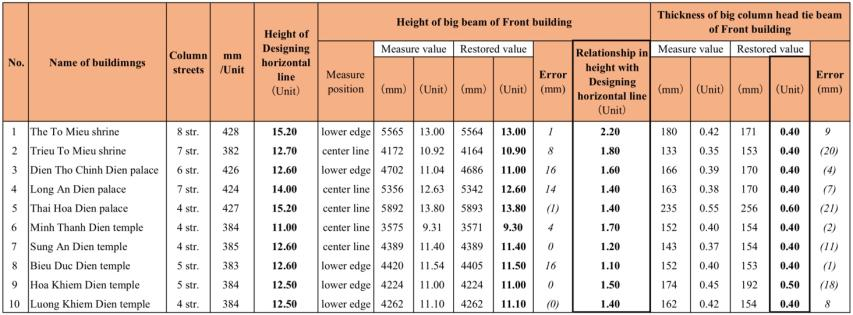 No. | Name of buildimngs | Column streets | mm /Unit | Height of Designing horizontal line (Unit) | Height of big beam of Front building | Thickness of big column head tie beam of Front building
Measure position | Measure value | Restored value | Error (mm) | Relationship in height with Designing horizontal line (Unit) | Measure value | Restored value | Error (mm)
(mm) | (Unit) | (mm) | (Unit) | (mm) | (Unit) | (mm) | (Unit)
1 | The To Mieu shrine | 8 str. | 428 | 15.20 | lower edge | 5565 | 13.00 | 5564 | 13.00 | 1 | 2.20 | 180 | 0.42 | 171 | 0.40 | 9
2 | Trieu To Mieu shrine | 7 str. | 382 | 12.70 | center line | 4172 | 10.92 | 4164 | 10.90 | 8 | 1.80 | 133 | 0.35 | 153 | 0.40 | (20)
3 | Dien Tho Chinh Dien palace | 6 str. | 426 | 12.60 | lower edge | 4702 | 11.04 | 4686 | 11.00 | 16 | 1.60 | 166 | 0.39 | 170 | 0.40 | (4)
4 | Long An Dien palace | 7 str. | 424 | 14.00 | center line | 5356 | 12.63 | 5342 | 12.60 | 14 | 1.40 | 163 | 0.38 | 170 | 0.40 | (7)
5 | Thai Hoa Dien palace | 4 str. | 427 | 15.20 | center line | 5892 | 13.80 | 5893 | 13.80 | (1) | 1.40 | 235 | 0.55 | 256 | 0.60 | (21)
6 | Minh Thanh Dien temple | 4 str. | 384 | 11.00 | center line | 3575 | 9.31 | 3571 | 9.30 | 4 | 1.70 | 152 | 0.40 | 154 | 0.40 | (2)
7 | Sung An Dien temple | 4 str. | 385 | 12.60 | center line | 4389 | 11.40 | 4389 | 11.40 | 0 | 1.20 | 143 | 0.37 | 154 | 0.40 | (11)
8 | Bieu Duc Dien temple | 5 str. | 383 | 12.60 | lower edge | 4420 | 11.54 | 4405 | 11.50 | 16 | 1.10 | 152 | 0.40 | 153 | 0.40 | (1)
9 | Hoa Khiem Dien temple | 5 str. | 384 | 12.50 | lower edge | 4224 | 11.00 | 4224 | 11.00 | 0 | 1.50 | 174 | 0.45 | 192 | 0.50 | (18)
10 | Luong Khiem Dien temple | 4 str. | 384 | 12.50 | lower edge | 4262 | 11.10 | 4262 | 11.10 | (0) | 1.40 | 162 | 0.42 | 154 | 0.40 | 8